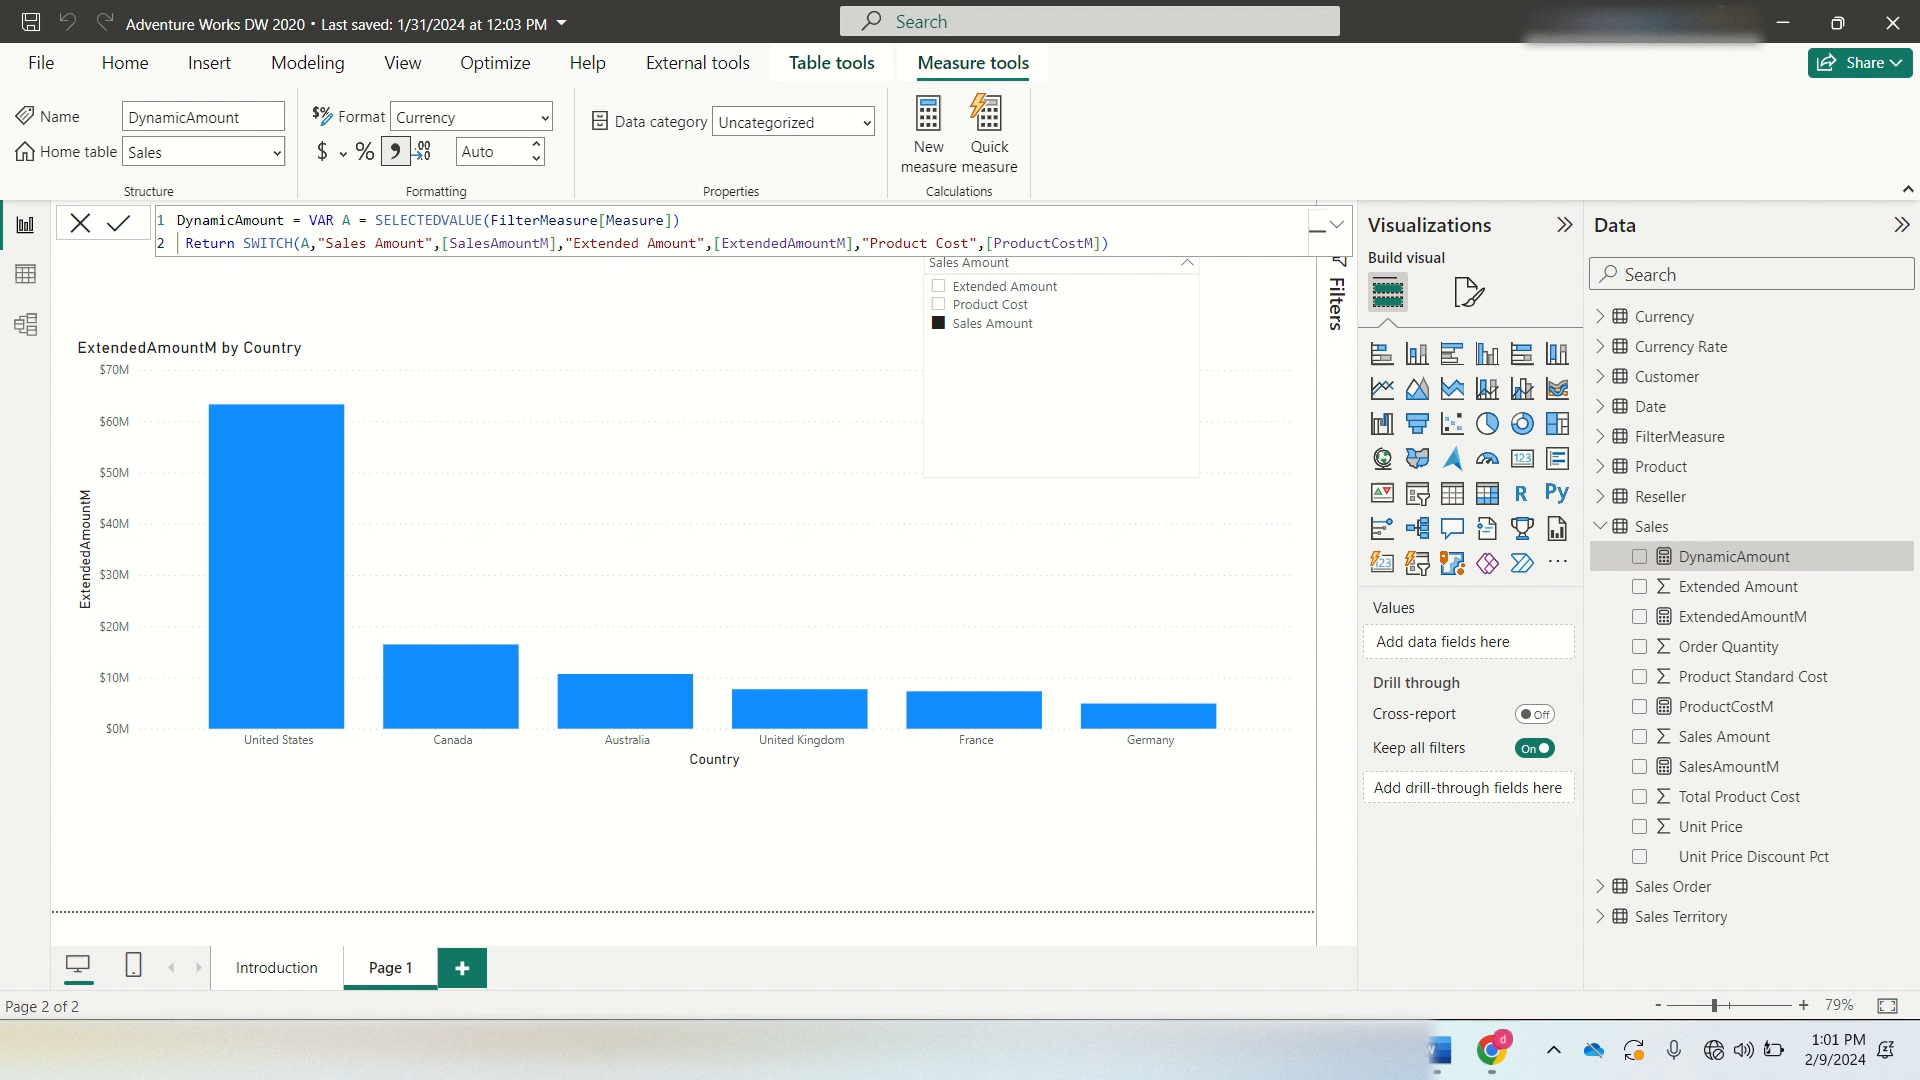 Adventure Works DW 2020 • Last saved: 1/31/2024 at 12:03 PM
Search
File Home Insert Modeling View Optimize Help External tools Table tools Measure tools
Share
Name DynamicAmount
Home table Sales
Structure
$% Format Currency
$ % , .00 Auto
Formatting
Data category Uncategorized
Properties
New measure
Quick measure
Calculations
1 DynamicAmount = VAR A = SELECTEDVALUE(FilterMeasure[Measure])
2 Return SWITCH(A,"Sales Amount",[SalesAmountM],"Extended Amount",[ExtendedAmountM],"Product Cost",[ProductCostM])
Sales Amount
Extended Amount
Product Cost
Sales Amount
ExtendedAmountM by Country
$70M
$60M
$50M
$40M
$30M
$20M
$10M
$0M
ExtendedAmountM
United States Canada Australia United Kingdom France Germany
Country
Filters
Visualizations
Build visual
123
R Py
123
Values
Add data fields here
Drill through
Cross-report Off
Keep all filters On
Add drill-through fields here
Data
Search
Currency
Currency Rate
Customer
Date
FilterMeasure
Product
Reseller
Sales
DynamicAmount
Extended Amount
ExtendedAmountM
Order Quantity
Product Standard Cost
ProductCostM
Sales Amount
SalesAmountM
Total Product Cost
Unit Price
Unit Price Discount Pct
Sales Order
Sales Territory
Introduction Page 1 +
Page 2 of 2
- + 79%
W d
1:01 PM
2/9/2024